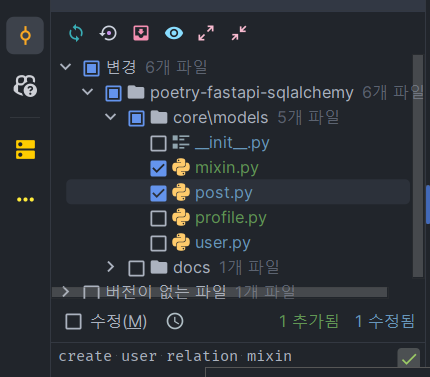 변경 6개 파일
poetry-fastapi-sqlalchemy 6개 파일
core\models 5개 파일
__init__.py
mixin.py
post.py
profile.py
user.py
docs 1개 파일
버전이 없는 파일 1개 파일
수정(M) 1 추가됨 1 수정됨
create user relation mixin